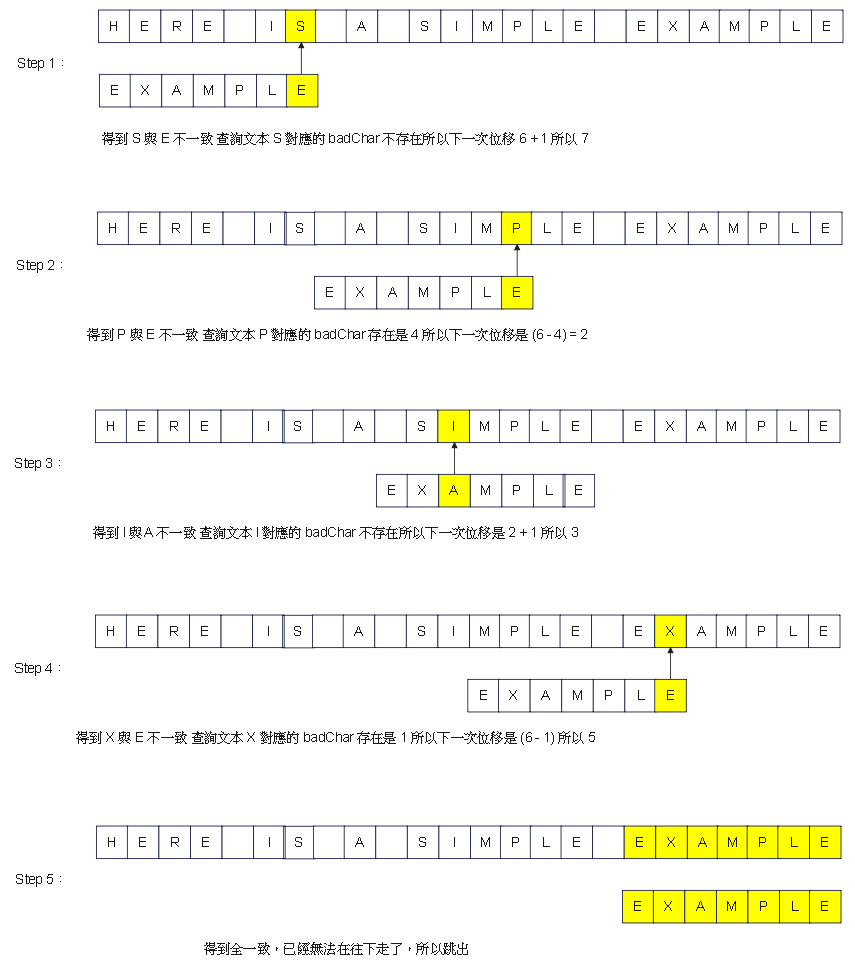 H E R E I S A S I M P L E E X A M P L E
Step 1：
E X A M P L E
得到 S 與 E 不一致 查詢文本 S 對應的 badChar 不存在所以下一次位移 6 + 1 所以 7
H E R E I S A S I M P L E E X A M P L E
Step 2：
E X A M P L E
得到 P 與 E 不一致 查詢文本 P 對應的 badChar 存在是 4 所以下一次位移是 (6 - 4) = 2
H E R E I S A S I M P L E E X A M P L E
Step 3：
E X A M P L E
得到 I 與 A 不一致 查詢文本 I 對應的 badChar 不存在所以下一次位移是 2 + 1 所以 3
H E R E I S A S I M P L E E X A M P L E
Step 4：
E X A M P L E
得到 X 與 E 不一致 查詢文本 X 對應的 badChar 存在是 1 所以下一次位移是 (6 - 1) 所以 5
H E R E I S A S I M P L E E X A M P L E
Step 5：
E X A M P L E
得到全一致，已經無法在往下走了，所以跳出